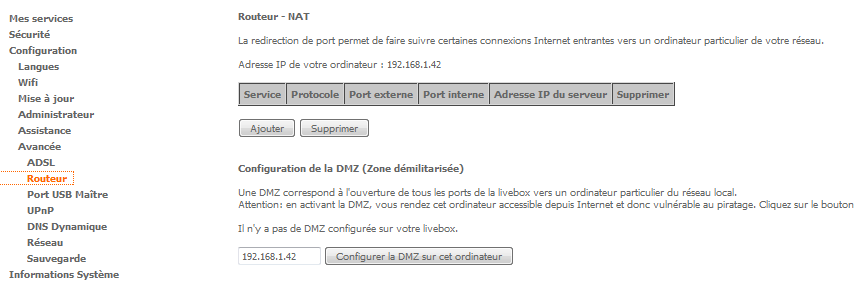 Mes services
Sécurité
Configuration
Langues
Wifi
Mise à jour
Administrateur
Assistance
Avancée
ADSL
Routeur
Port USB Maître
UPnP
DNS Dynamique
Réseau
Sauvegarde
Informations Système
Routeur - NAT
La redirection de port permet de faire suivre certaines connexions Internet entrantes vers un ordinateur particulier de votre réseau.
Adresse IP de votre ordinateur : 192.168.1.42
Service Protocole Port externe Port interne Adresse IP du serveur Supprimer
Ajouter Supprimer
Configuration de la DMZ (Zone démilitarisée)
Une DMZ correspond à l'ouverture de tous les ports de la livebox vers un ordinateur particulier du réseau local.
Attention: en activant la DMZ, vous rendez cet ordinateur accessible depuis Internet et donc vulnérable au piratage. Cliquez sur le bouton
Il n'y a pas de DMZ configurée sur votre livebox.
192.168.1.42 Configurer la DMZ sur cet ordinateur